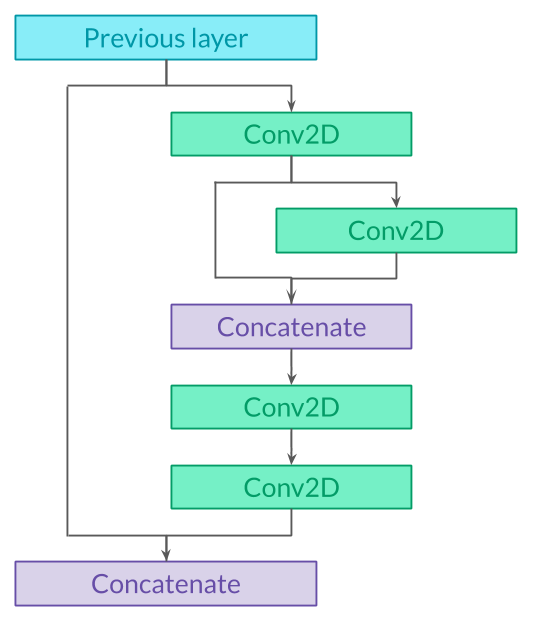 Previous layer
Conv2D
Conv2D
Concatenate
Conv2D
Conv2D
Concatenate